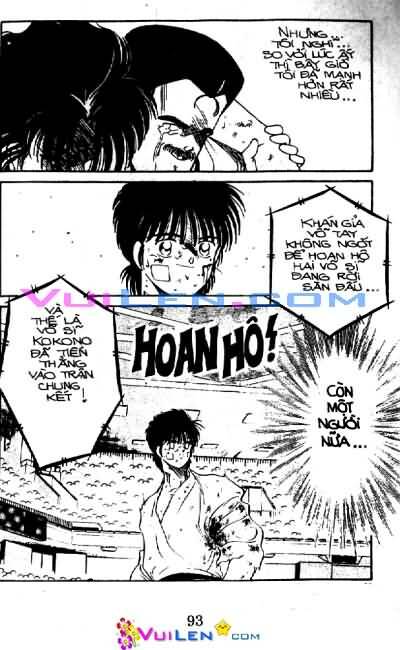 NHƯNG...
TÔI NGHĨ...
SO VỚI LÚC ẤY
THÌ BÂY GIỜ
TÔI ĐÃ MẠNH
HƠN RẤT
NHIỀU...
KHÁN GIẢ
VỖ TAY
KHÔNG NGỚT
ĐỂ HOAN HÔ
HAI VÕ SĨ
ĐANG RỜI
SÂN ĐẤU...
VUILEN.COM
VÀ
THẾ LÀ
VÕ SĨ
KOKONO
ĐÃ TIẾN
THẲNG
VÀO TRẬN
CHUNG
KẾT!
HOAN HÔ!
CÒN
MỘT
NGƯỜI
NỮA...
93
VUILEN.COM